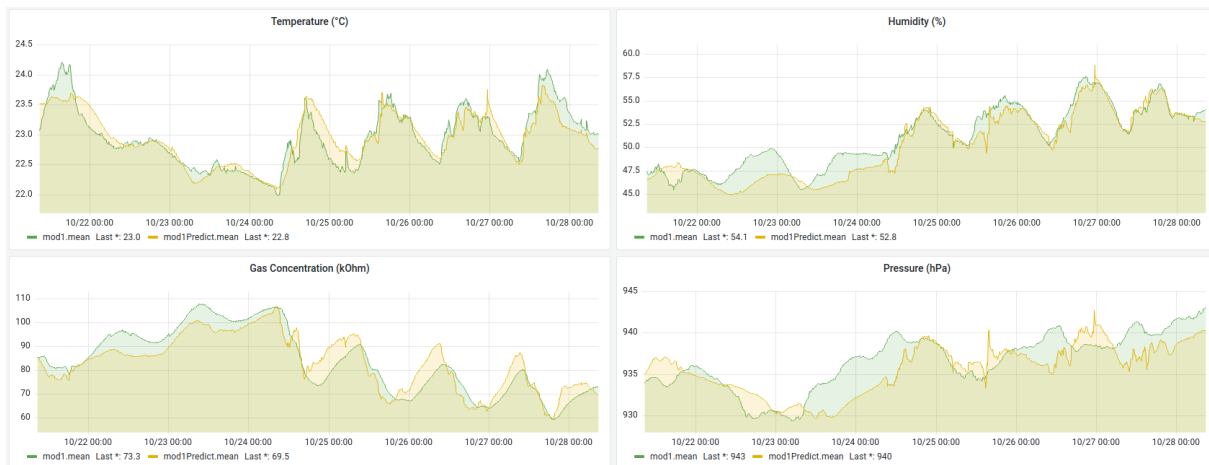 Temperature (°C)
24.5
24.0
23.5
23.0
22.5
22.0
10/22 00:00 10/23 00:00 10/24 00:00 10/25 00:00 10/26 00:00 10/27 00:00 10/28 00:00
mod1.mean Last *: 23.0 mod1Predict.mean Last *: 22.8
Humidity (%)
60.0
57.5
55.0
52.5
50.0
47.5
45.0
10/22 00:00 10/23 00:00 10/24 00:00 10/25 00:00 10/26 00:00 10/27 00:00 10/28 00:00
mod1.mean Last *: 54.1 mod1Predict.mean Last *: 52.8
Gas Concentration (kOhm)
110
100
90
80
70
60
10/22 00:00 10/23 00:00 10/24 00:00 10/25 00:00 10/26 00:00 10/27 00:00 10/28 00:00
mod1.mean Last *: 73.3 mod1Predict.mean Last *: 69.5
Pressure (hPa)
945
940
935
930
10/22 00:00 10/23 00:00 10/24 00:00 10/25 00:00 10/26 00:00 10/27 00:00 10/28 00:00
mod1.mean Last *: 943 mod1Predict.mean Last *: 940